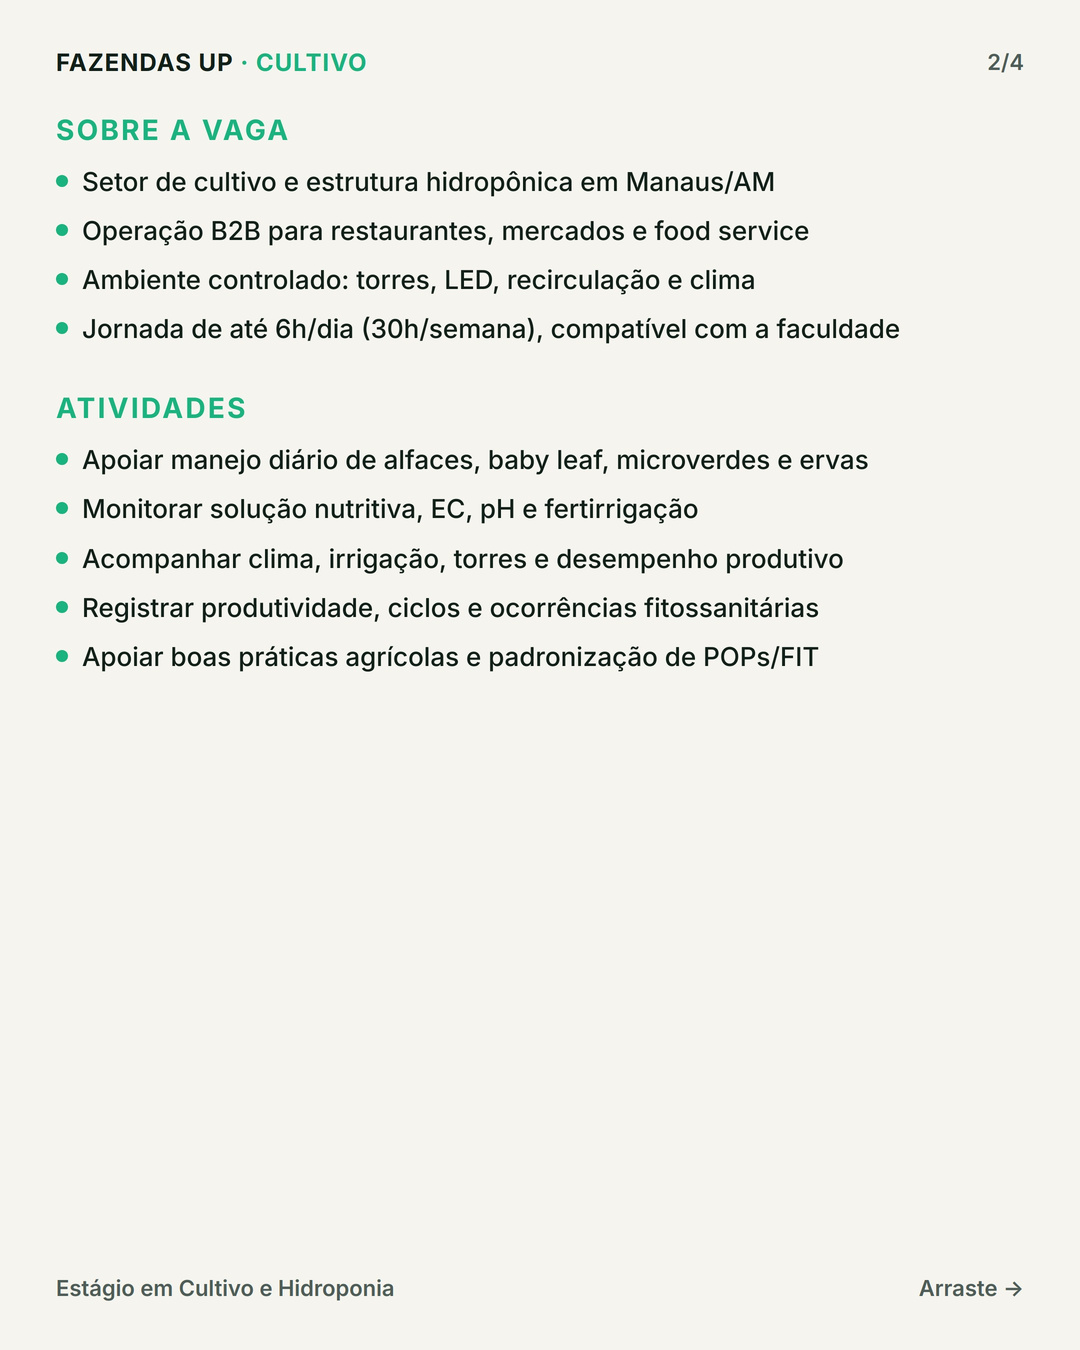 FAZENDAS UP · CULTIVO
2/4
SOBRE A VAGA
Setor de cultivo e estrutura hidropônica em Manaus/AM
Operação B2B para restaurantes, mercados e food service
Ambiente controlado: torres, LED, recirculação e clima
Jornada de até 6h/dia (30h/semana), compatível com a faculdade
ATIVIDADES
Apoiar manejo diário de alfaces, baby leaf, microverdes e ervas
Monitorar solução nutritiva, EC, pH e fertirrigação
Acompanhar clima, irrigação, torres e desempenho produtivo
Registrar produtividade, ciclos e ocorrências fitossanitárias
Apoiar boas práticas agrícolas e padronização de POPs/FIT
Estágio em Cultivo e Hidroponia
Arraste →